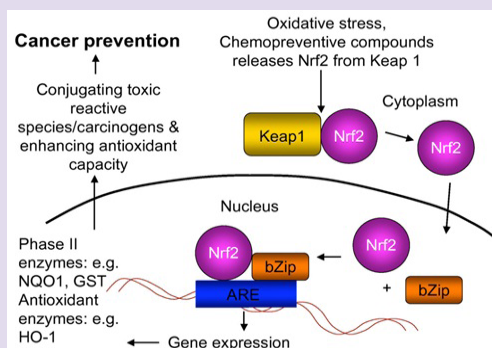 Oxidative stress,
Chemopreventive compounds
releases Nrf2 from Keap 1
Cancer prevention
Conjugating toxic
reactive
species/carcinogens &
enhancing antioxidant
capacity
Cytoplasm
Keap1
Nrf2
Nrf2
Nucleus
Nrf2
bZip
ARE
Nrf2
+
bZip
Phase II
enzymes: e.g.
NQO1, GST
Antioxidant
enzymes: e.g.
HO-1
Gene expression